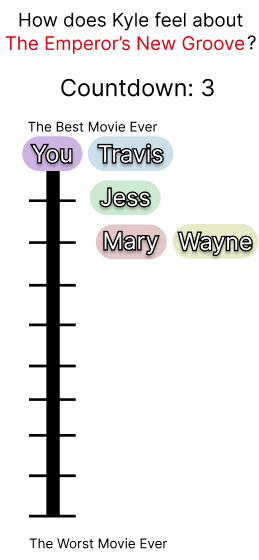 How does Kyle feel about
The Emperor’s New Groove?
Countdown: 3
The Best Movie Ever
You Travis
Jess
Mary Wayne
The Worst Movie Ever